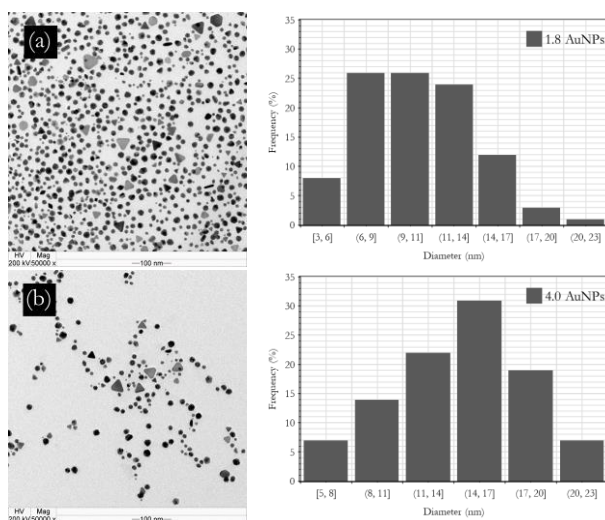 (a)
HV Mag
200 kV 50000 x —100 nm—
35
30
25
20
15
10
5
0
Frequency (%)
1.8 AuNPs
[3, 6] (6, 9] (9, 11] (11, 14] (14, 17] (17, 20] (20, 23]
Diameter (nm)
(b)
HV Mag
200 kV 50000 x —100 nm—
35
30
25
20
15
10
5
0
Frequency (%)
4.0 AuNPs
[5, 8] (8, 11] (11, 14] (14, 17] (17, 20] (20, 23]
Diameter (nm)